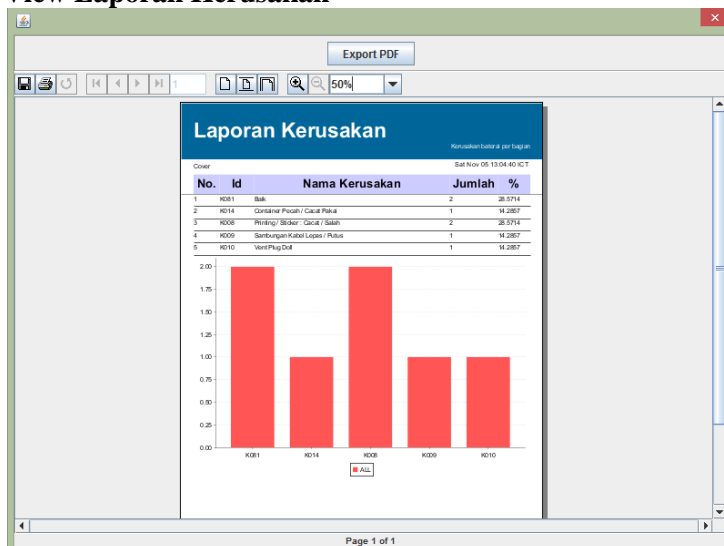 View Laporan Kerusakan
Export PDF
1
50%
Laporan Kerusakan
Kerusakan baterai per bagian
Cover
Sat Nov 05 13:04:40 ICT
No. Id Nama Kerusakan Jumlah %
1 K081 Baik 2 28.5714
2 K014 Container Pecah / Cacat Pakai 1 14.2857
3 K008 Printing / Sticker : Cacat / Salah 2 28.5714
4 K009 Sambungan Kabel Lepas / Putus 1 14.2857
5 K010 Vent Plug Doll 1 14.2857
2.00
1.75
1.50
1.25
1.00
0.75
0.50
0.25
0.00
K081 K014 K008 K009 K010
ALL
Page 1 of 1